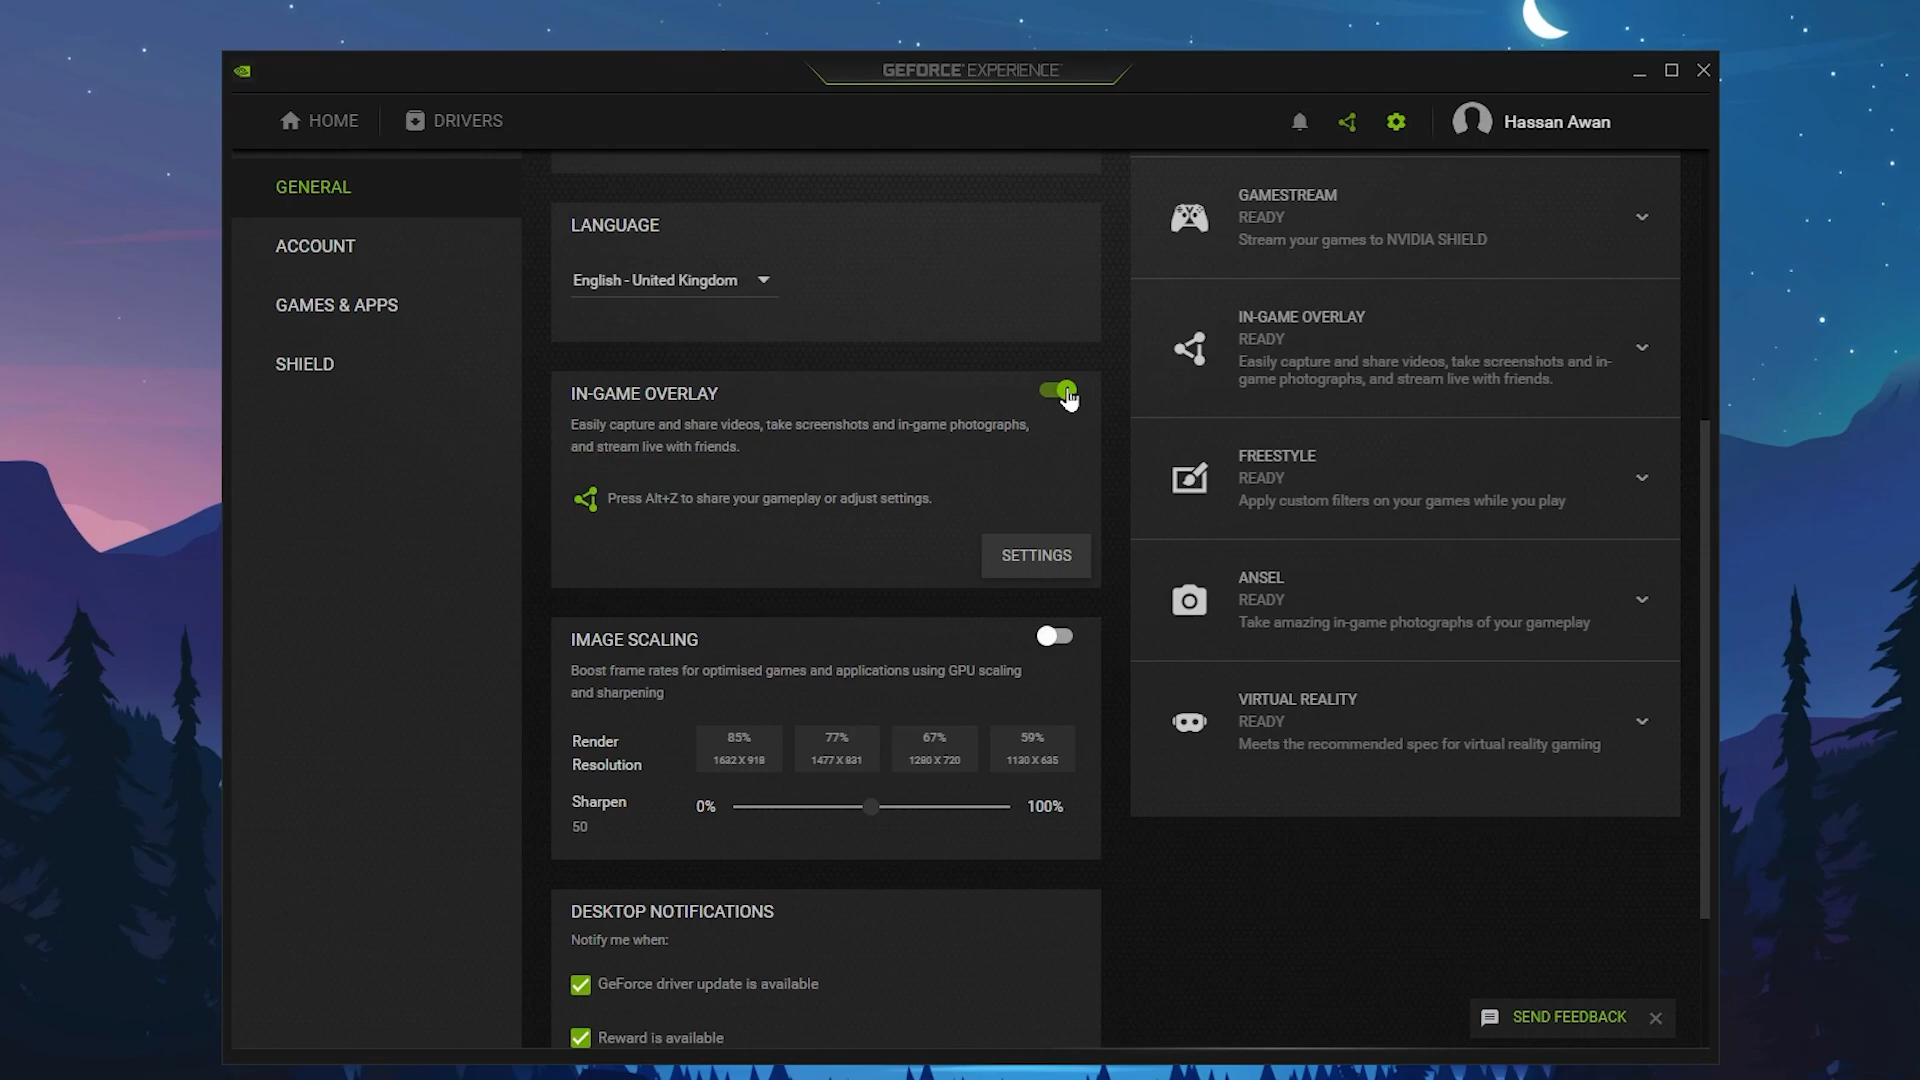 GEFORCE EXPERIENCE
HOME
DRIVERS
Hassan Awan
GENERAL
ACCOUNT
GAMES & APPS
SHIELD
LANGUAGE
English - United Kingdom
IN-GAME OVERLAY
Easily capture and share videos, take screenshots and in-game photographs,
and stream live with friends.
Press Alt+Z to share your gameplay or adjust settings.
SETTINGS
IMAGE SCALING
Boost frame rates for optimised games and applications using GPU scaling
and sharpening
Render
Resolution
85%
1632 X 918
77%
1477 X 831
67%
1280 X 720
59%
1130 X 635
Sharpen
50
0%
100%
DESKTOP NOTIFICATIONS
Notify me when:
GeForce driver update is available
Reward is available
GAMESTREAM
READY
Stream your games to NVIDIA SHIELD
IN-GAME OVERLAY
READY
Easily capture and share videos, take screenshots and in-
game photographs, and stream live with friends.
FREESTYLE
READY
Apply custom filters on your games while you play
ANSEL
READY
Take amazing in-game photographs of your gameplay
VIRTUAL REALITY
READY
Meets the recommended spec for virtual reality gaming
SEND FEEDBACK